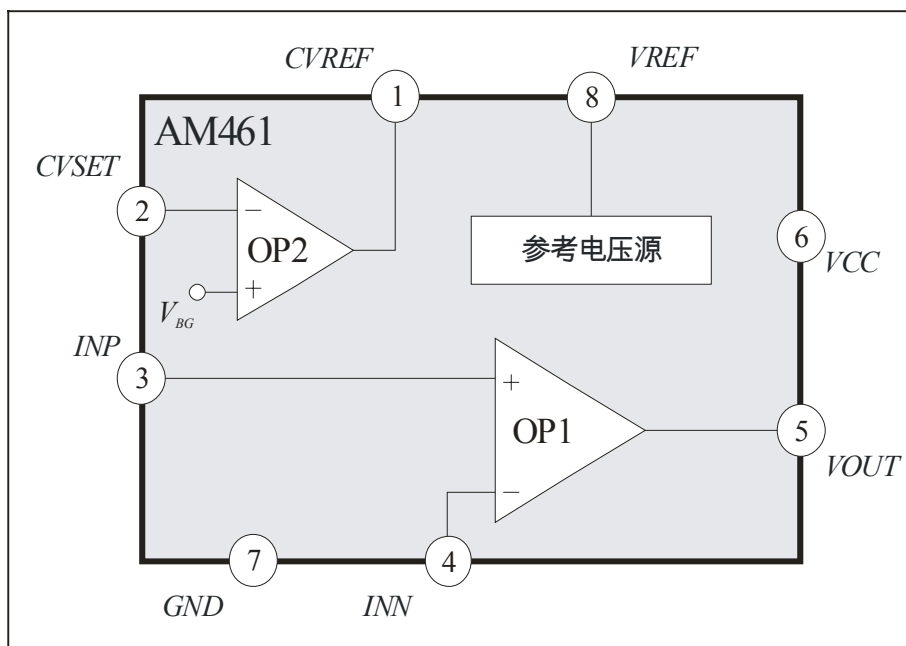 CVREF
VREF
1
8
AM461
CVSET
2
−
OP2
+
V_BG
参考电压源
6
VCC
INP
3
+
OP1
−
5
VOUT
7
4
GND
INN